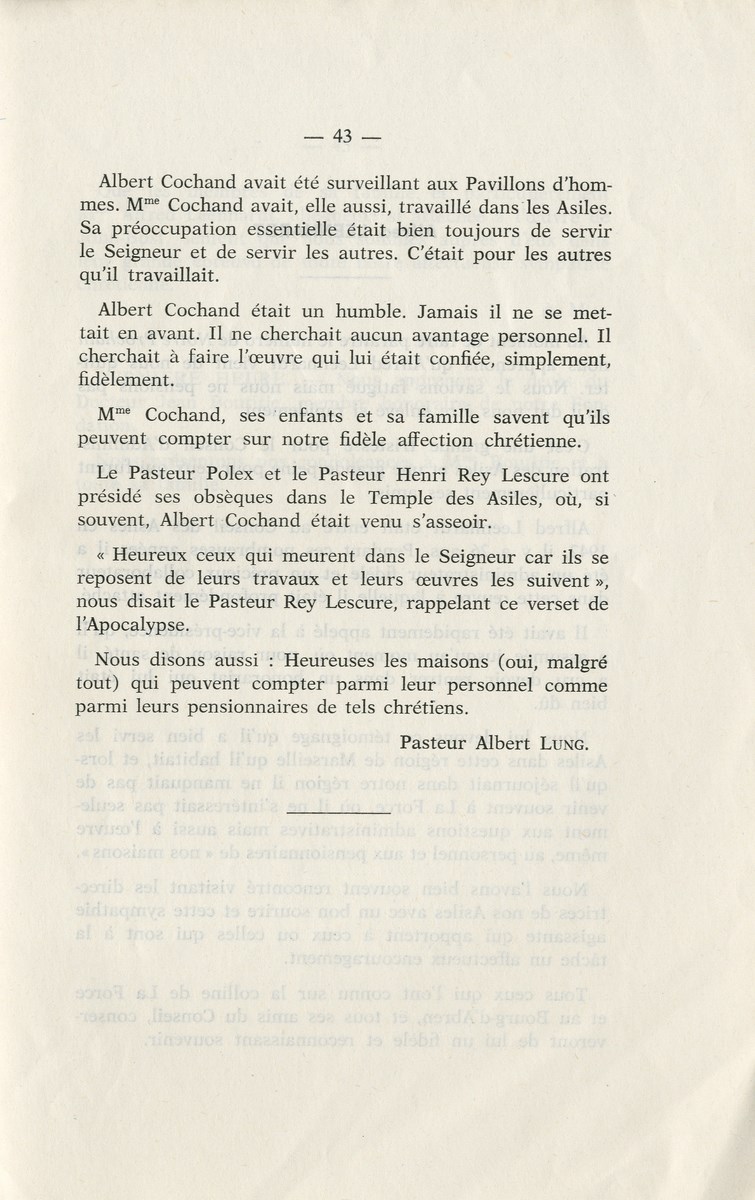 — 43 —
Albert Cochand avait été surveillant aux Pavillons d'hom-
mes. Mme Cochand avait, elle aussi, travaillé dans les Asiles.
Sa préoccupation essentielle était bien toujours de servir
le Seigneur et de servir les autres. C'était pour les autres
qu'il travaillait.
Albert Cochand était un humble. Jamais il ne se met-
tait en avant. Il ne cherchait aucun avantage personnel. Il
cherchait à faire l'œuvre qui lui était confiée, simplement,
fidèlement.
Mme Cochand, ses enfants et sa famille savent qu'ils
peuvent compter sur notre fidèle affection chrétienne.
Le Pasteur Polex et le Pasteur Henri Rey Lescure ont
présidé ses obsèques dans le Temple des Asiles, où, si
souvent, Albert Cochand était venu s'asseoir.
« Heureux ceux qui meurent dans le Seigneur car ils se
reposent de leurs travaux et leurs œuvres les suivent »,
nous disait le Pasteur Rey Lescure, rappelant ce verset de
l'Apocalypse.
Nous disons aussi : Heureuses les maisons (oui, malgré
tout) qui peuvent compter parmi leur personnel comme
parmi leurs pensionnaires de tels chrétiens.
Pasteur Albert LUNG.